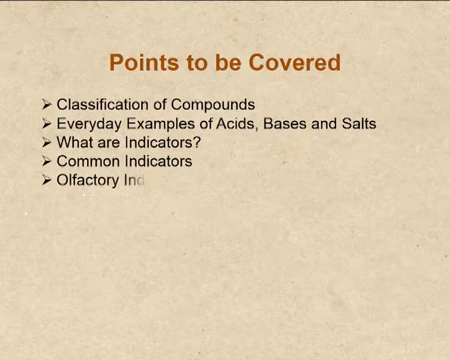 Points to be Covered
➢ Classification of Compounds
➢ Everyday Examples of Acids, Bases and Salts
➢ What are Indicators?
➢ Common Indicators
➢ Olfactory Ind